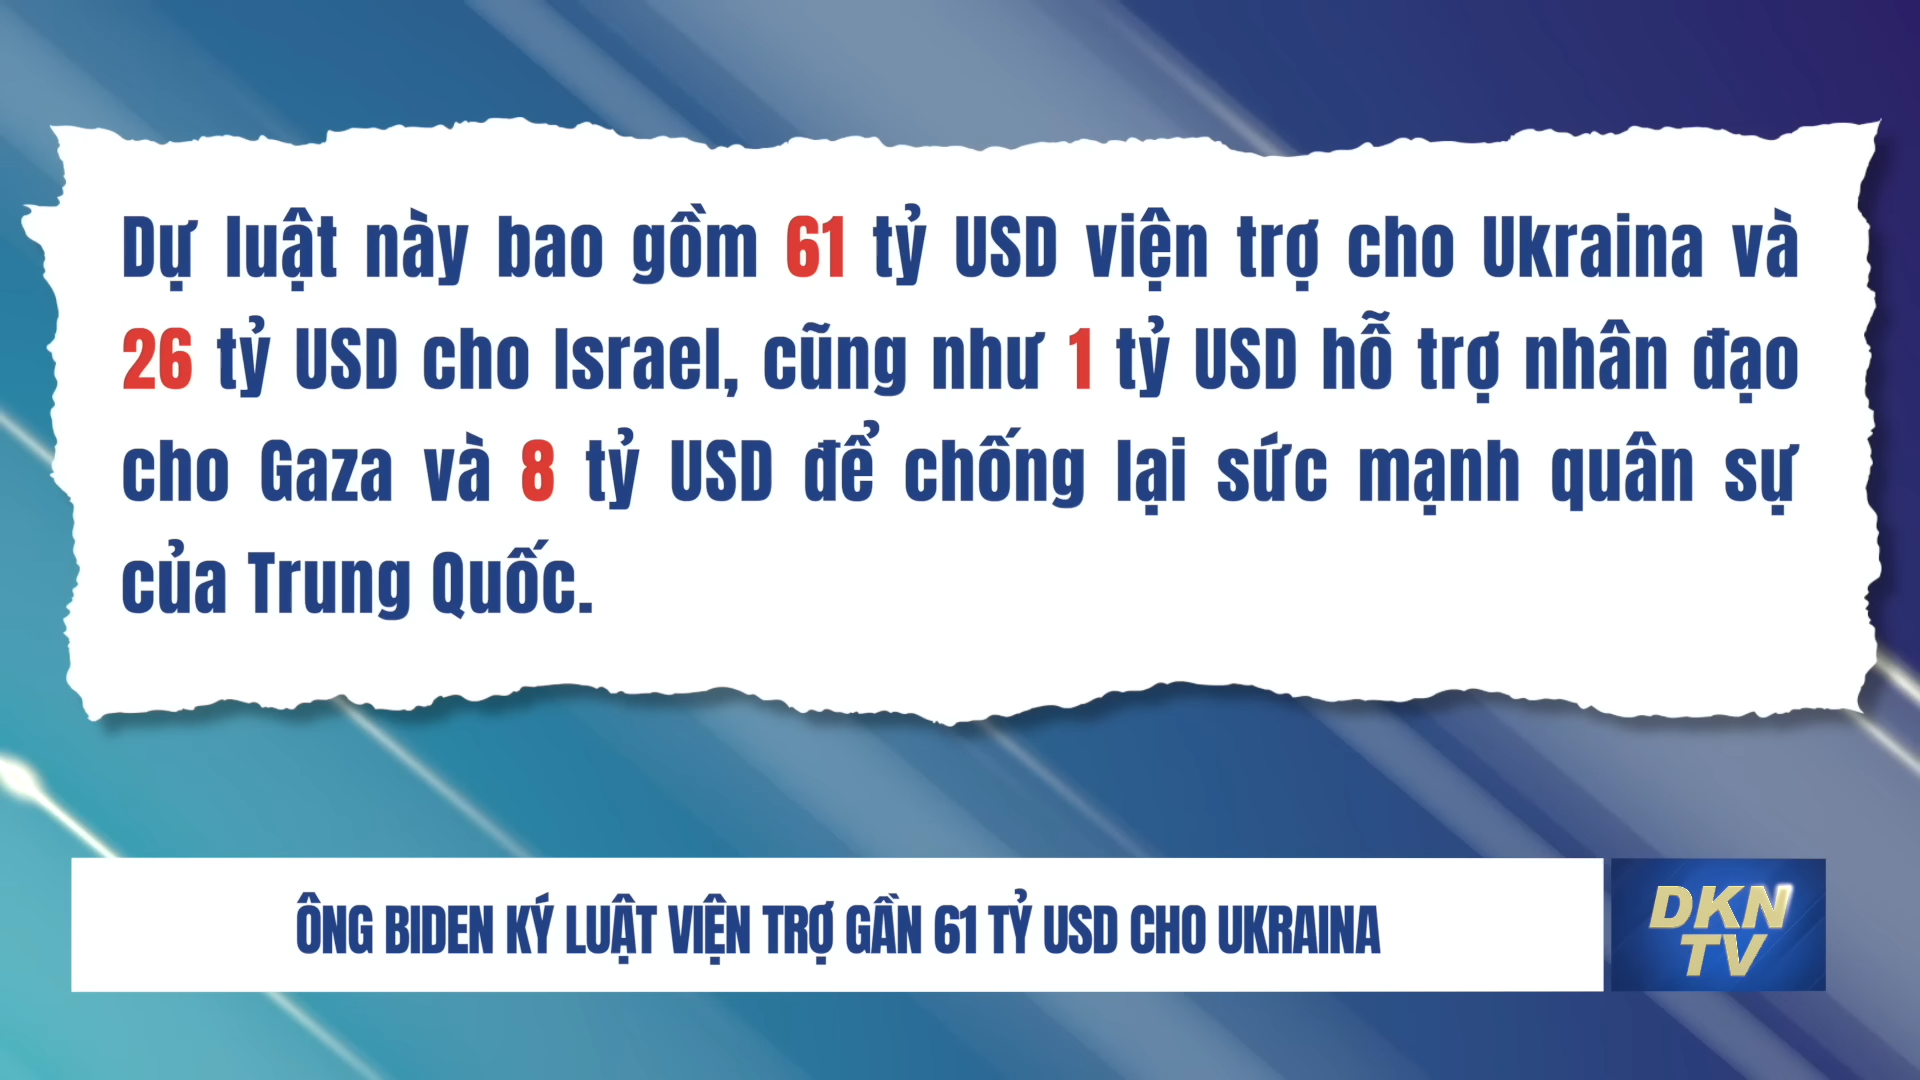 Dự luật này bao gồm 61 tỷ USD viện trợ cho Ukraina và
26 tỷ USD cho Israel, cũng như 1 tỷ USD hỗ trợ nhân đạo
cho Gaza và 8 tỷ USD để chống lại sức mạnh quân sự
của Trung Quốc.
ÔNG BIDEN KÝ LUẬT VIỆN TRỢ GẦN 61 TỶ USD CHO UKRAINA
DKN
TV